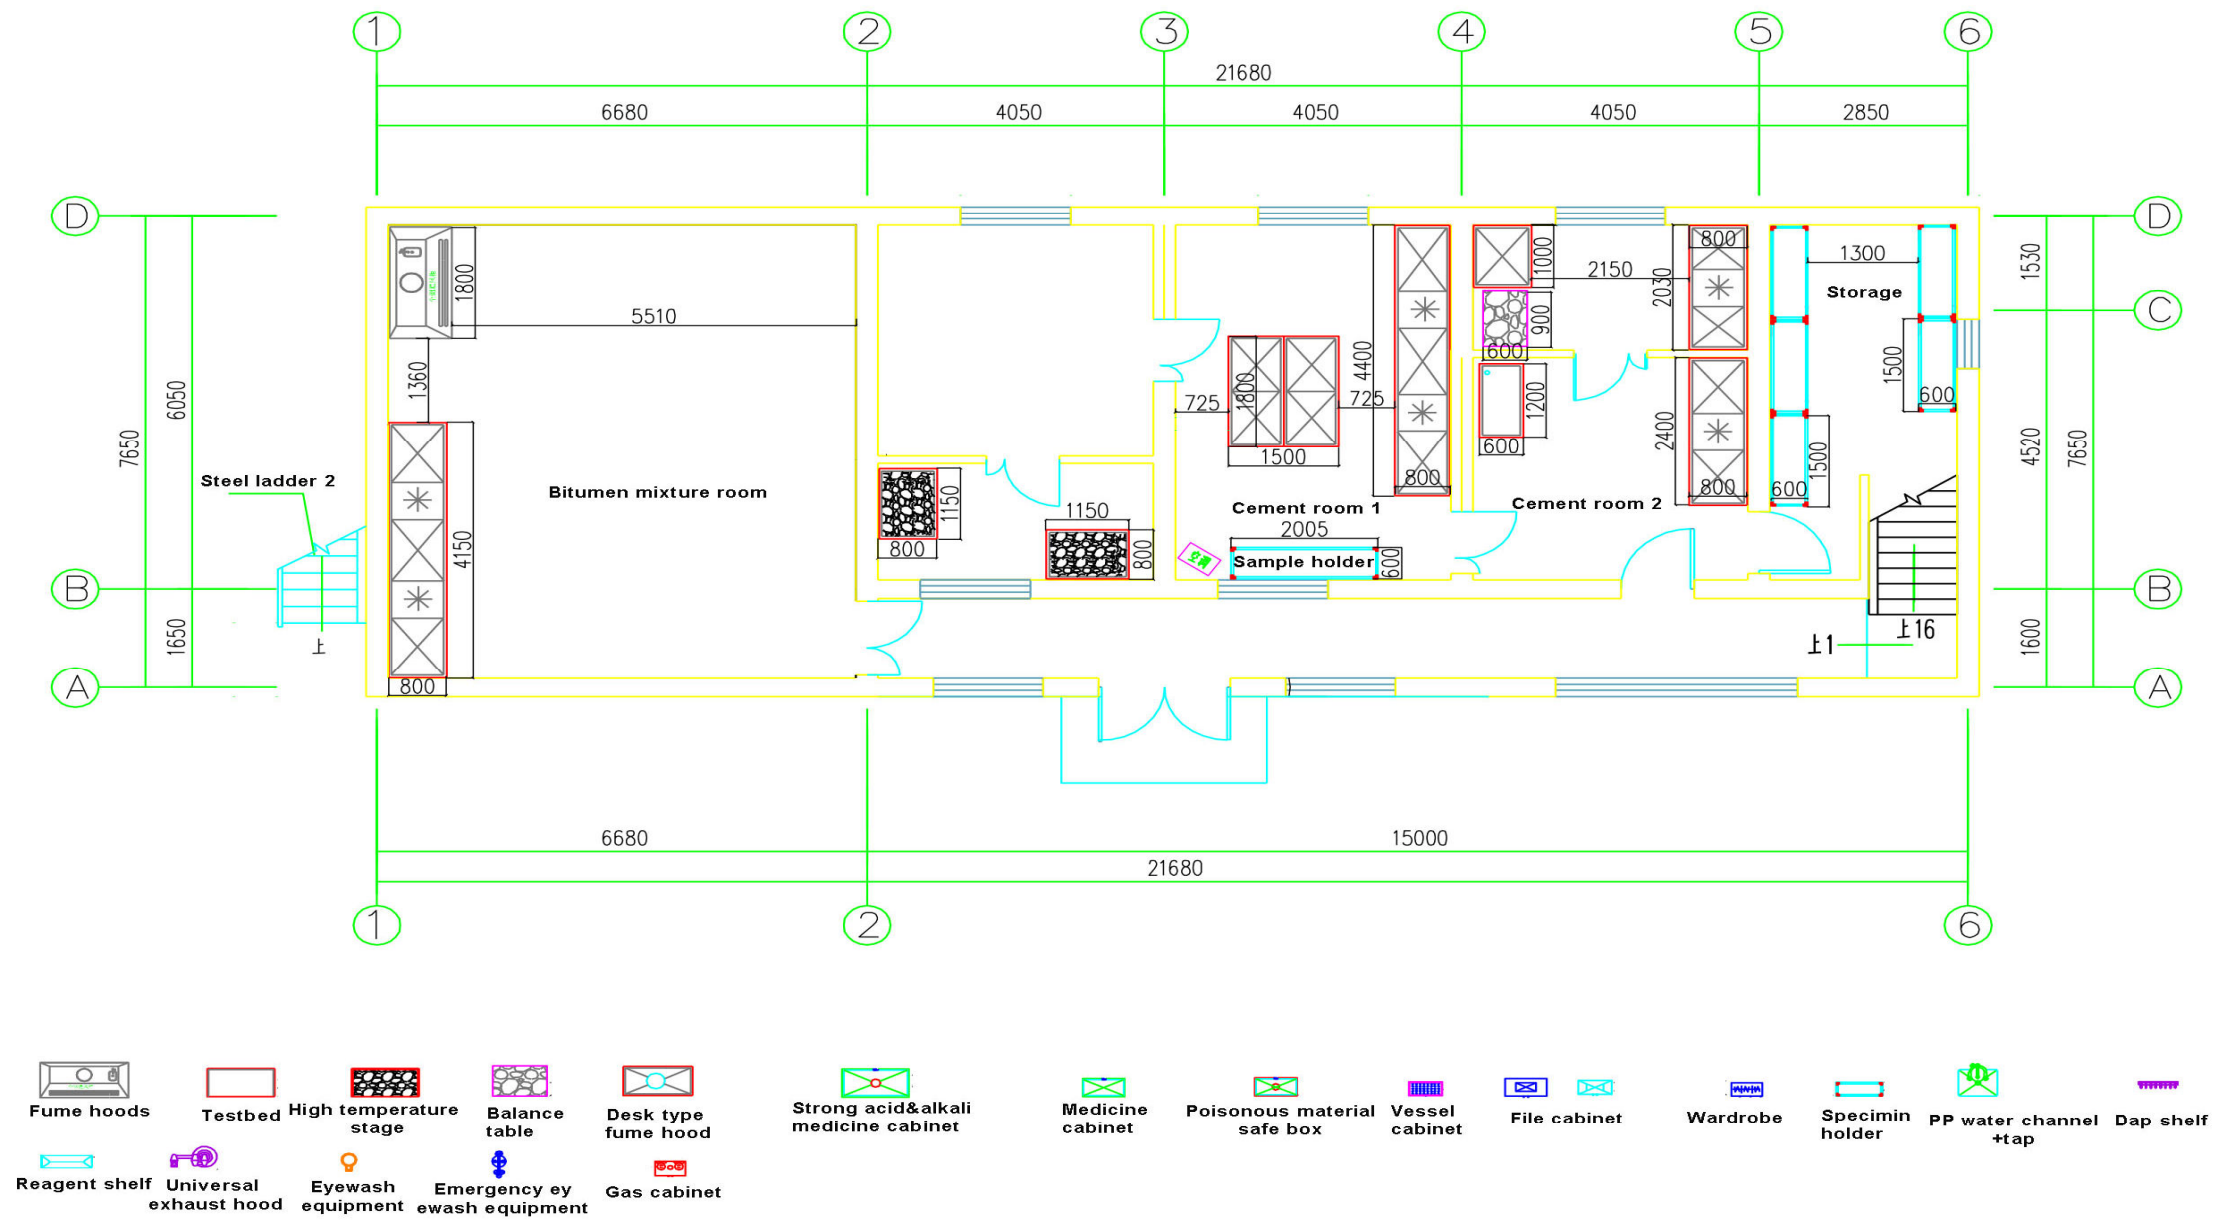 1 2 3 4 5 6
21680
6680 4050 4050 4050 2850
D D
800 1000 2150 2030 1300 1530
Storage
C
1800 5510 900 600
1360 4400 1500 600
6050 725 1800 725 1200 600 2400 4520 7650
7650
1500 800 800 600 1500
Steel ladder 2
Bitumen mixture room
1150 1150 Cement room 1 Cement room 2
4150 800 800 2005
Sample holder 600
B B
1650 上 上16 1600
上1
A 800 A
6680 15000
21680
1 2 6
Fume hoods
Testbed
High temperature
stage
Balance
table
Desk type
fume hood
Strong acid&alkali
medicine cabinet
Medicine
cabinet
Poisonous material
safe box
Vessel
cabinet
File cabinet
Wardrobe
Specimin
holder
PP water channel
+tap
Dap shelf
Reagent shelf
Universal
exhaust hood
Eyewash
equipment
Emergency ey
ewash equipment
Gas cabinet